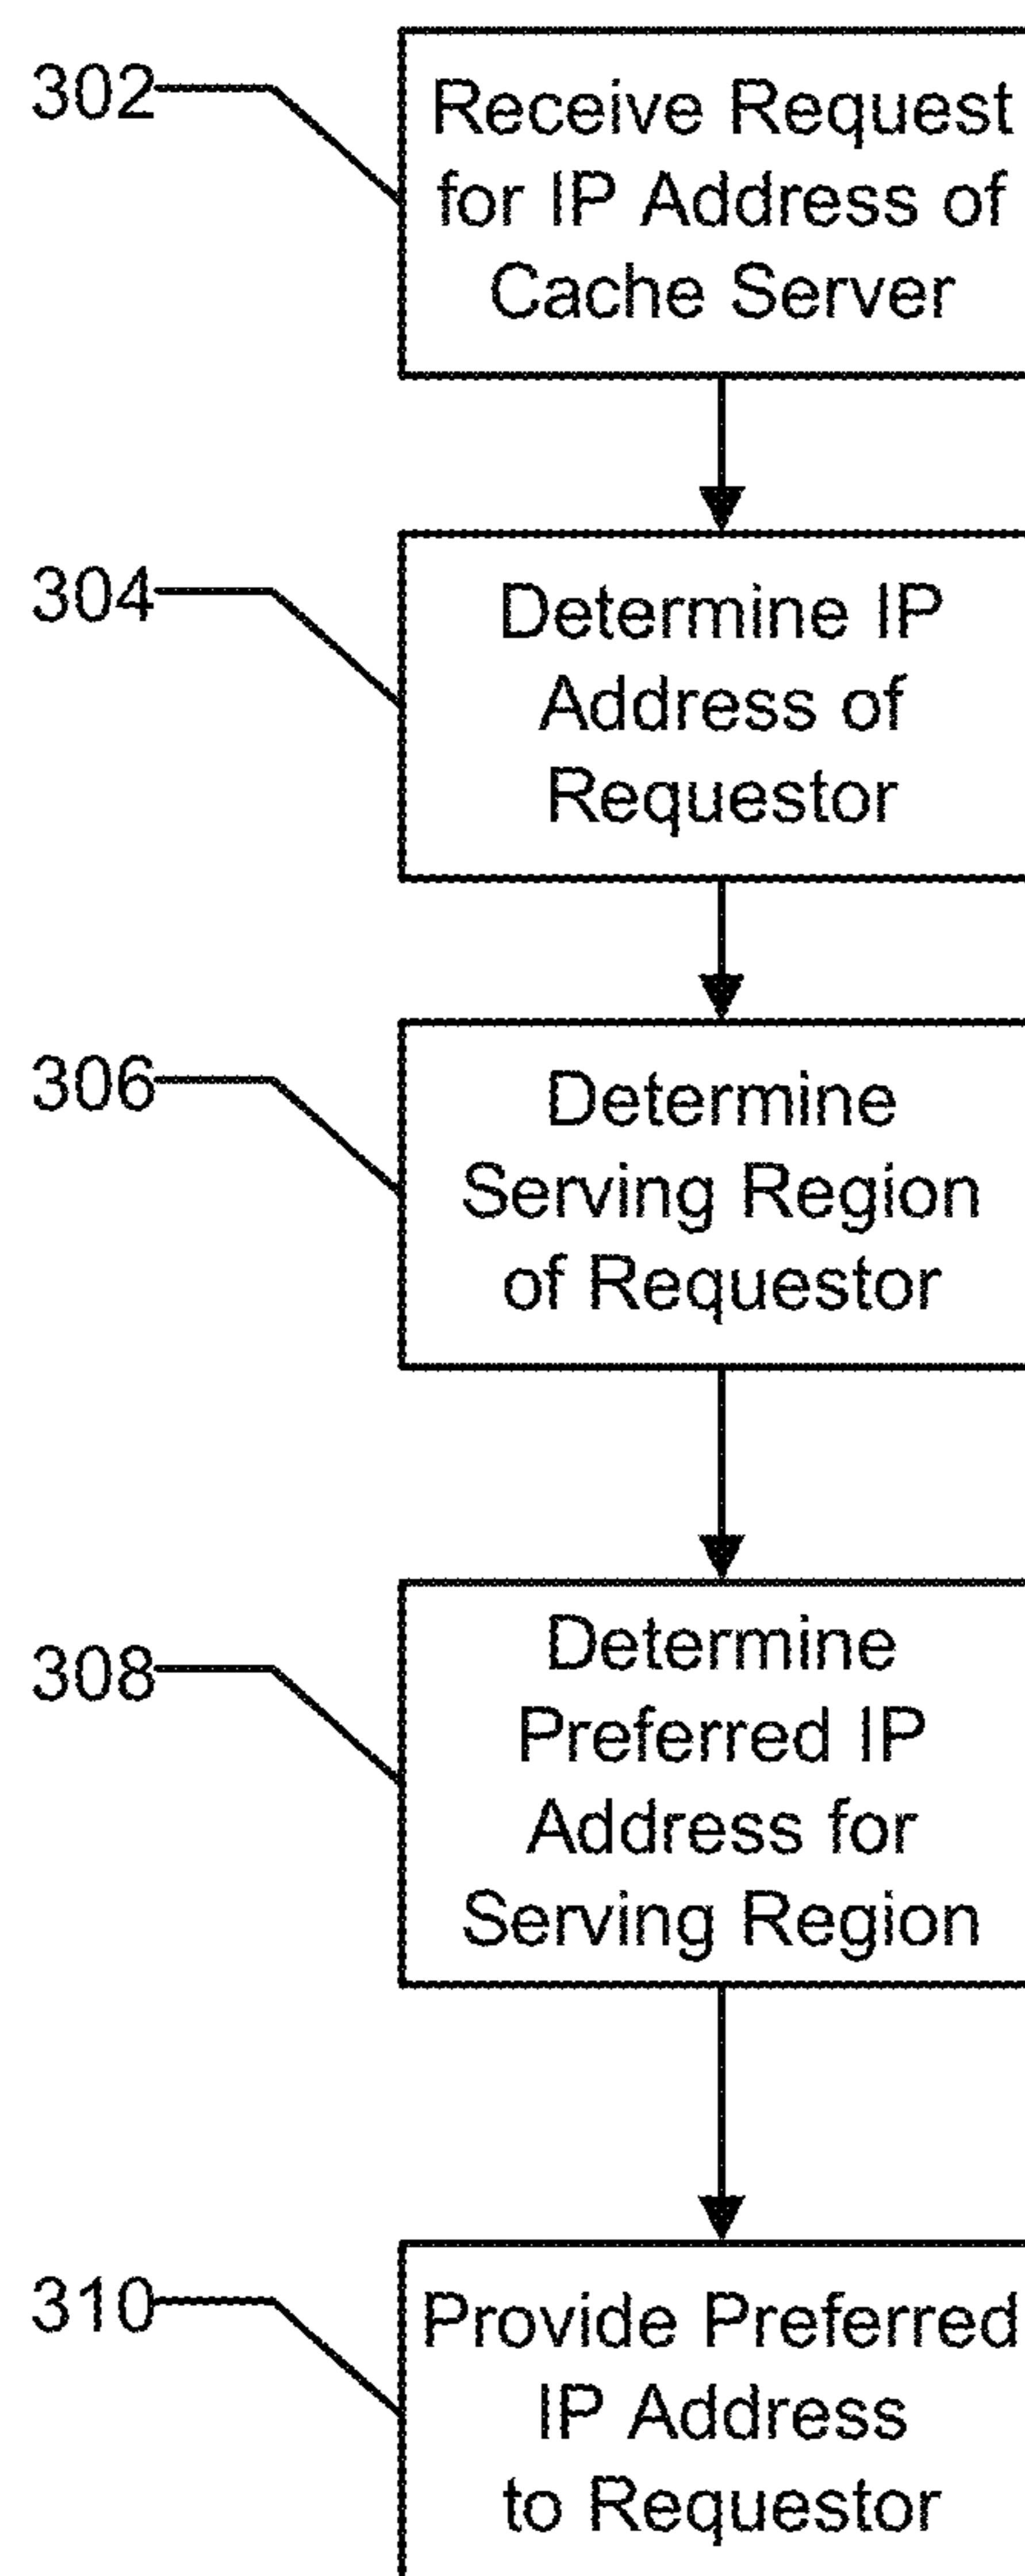 302
Receive Request
for IP Address of
Cache Server
304
Determine IP
Address of
Requestor
306
Determine
Serving Region
of Requestor
308
Determine
Preferred IP
Address for
Serving Region
310
Provide Preferred
IP Address
to Requestor